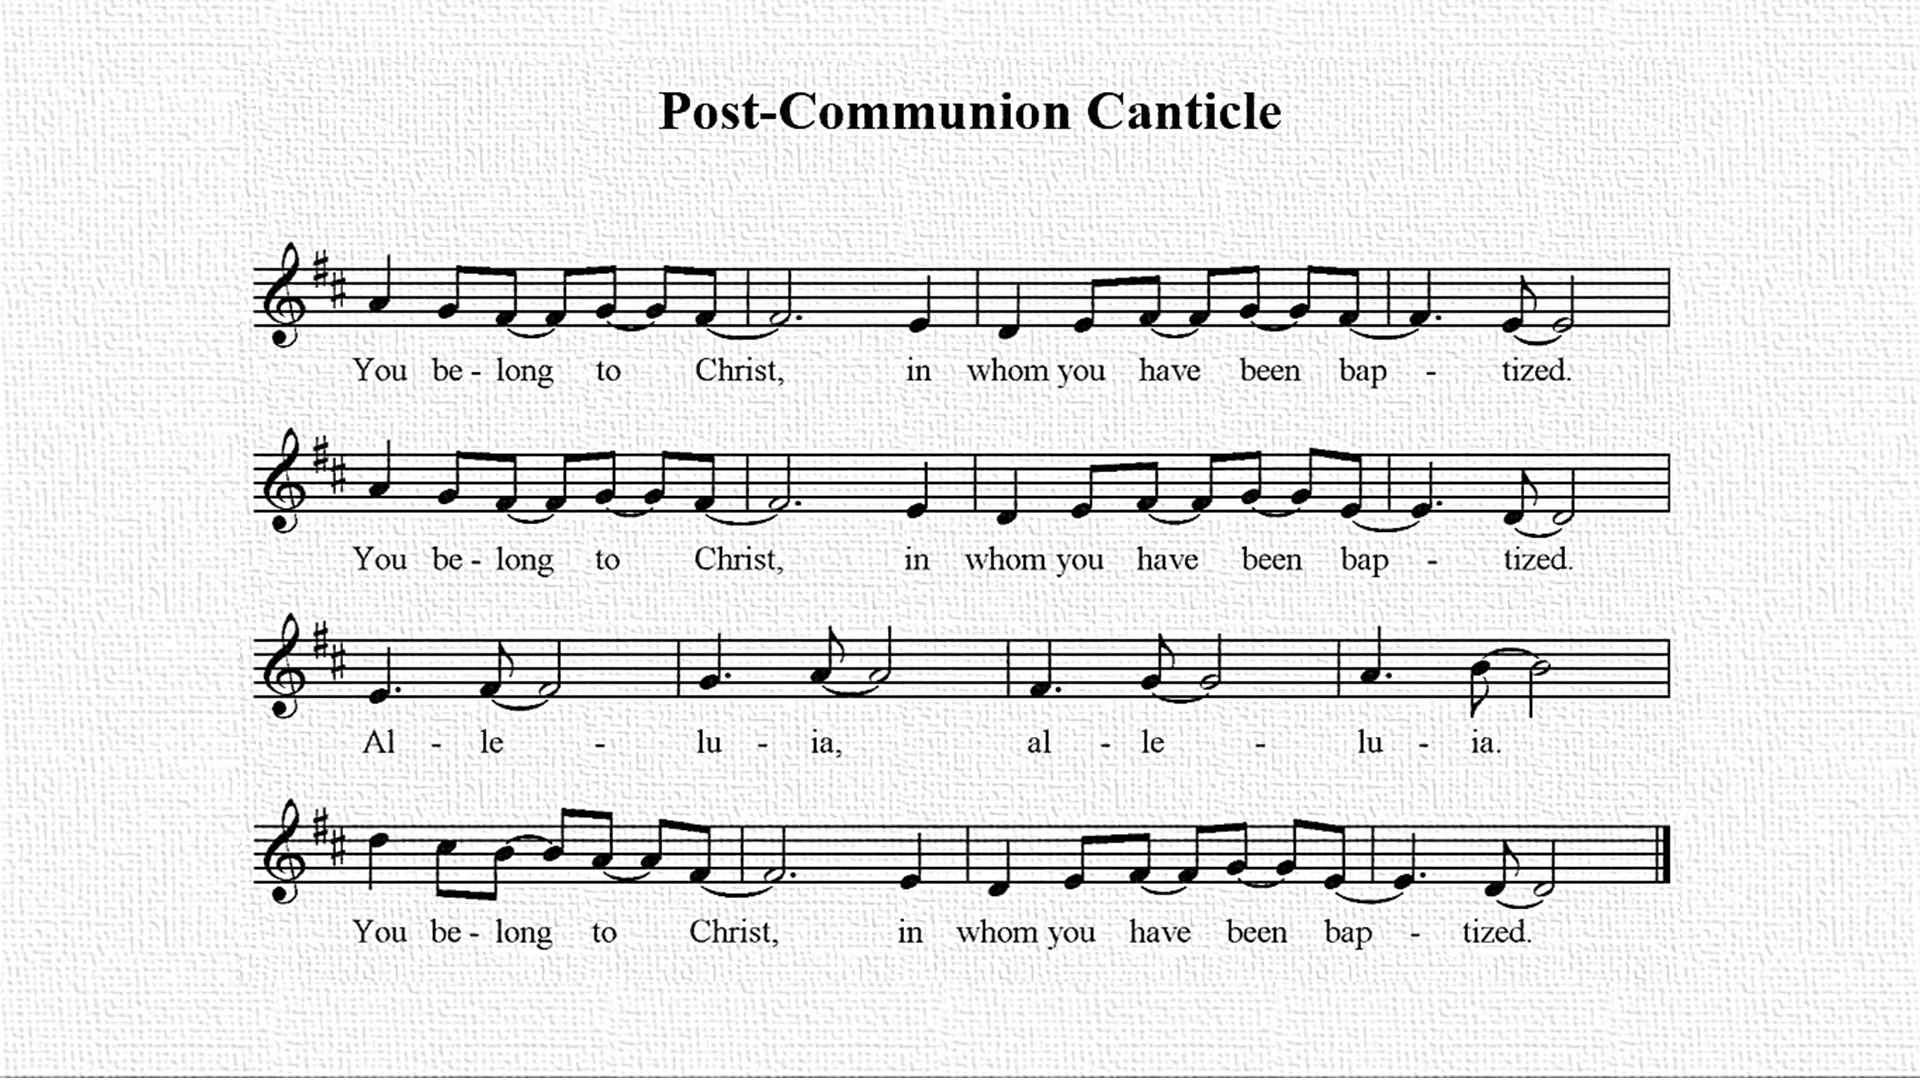 Post-Communion Canticle
You be - long to Christ, in whom you have been bap - tized.
You be - long to Christ, in whom you have been bap - tized.
Al - le - lu - ia, al - le - lu - ia.
You be - long to Christ, in whom you have been bap - tized.